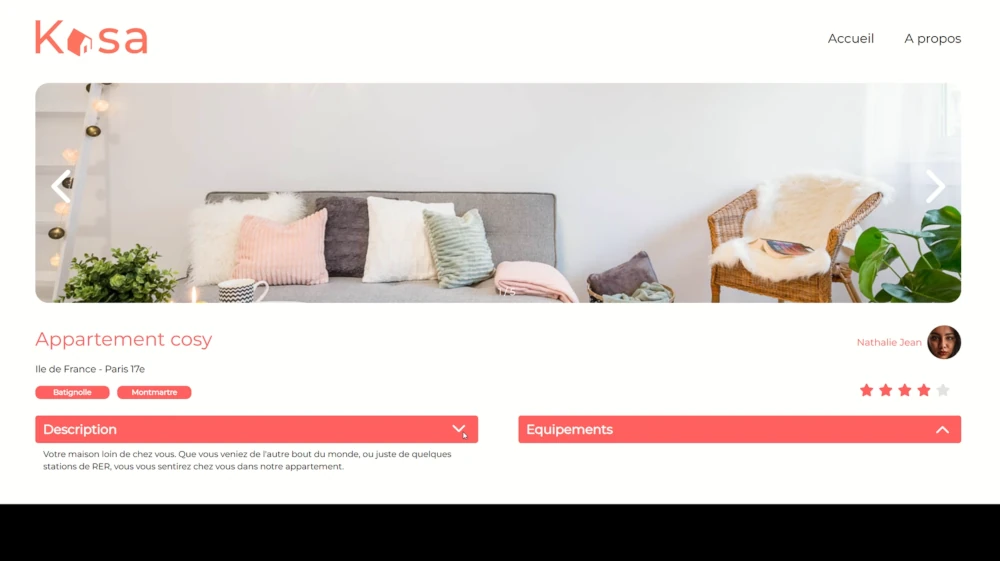 Kasa
Accueil
A propos
1/5
Appartement cosy
Nathalie Jean
Ile de France - Paris 17e
Batignolle
Montmartre
Description
Equipements
Votre maison loin de chez vous. Que vous veniez de l'autre bout du monde, ou juste de quelques
stations de RER, vous vous sentirez chez vous dans notre appartement.